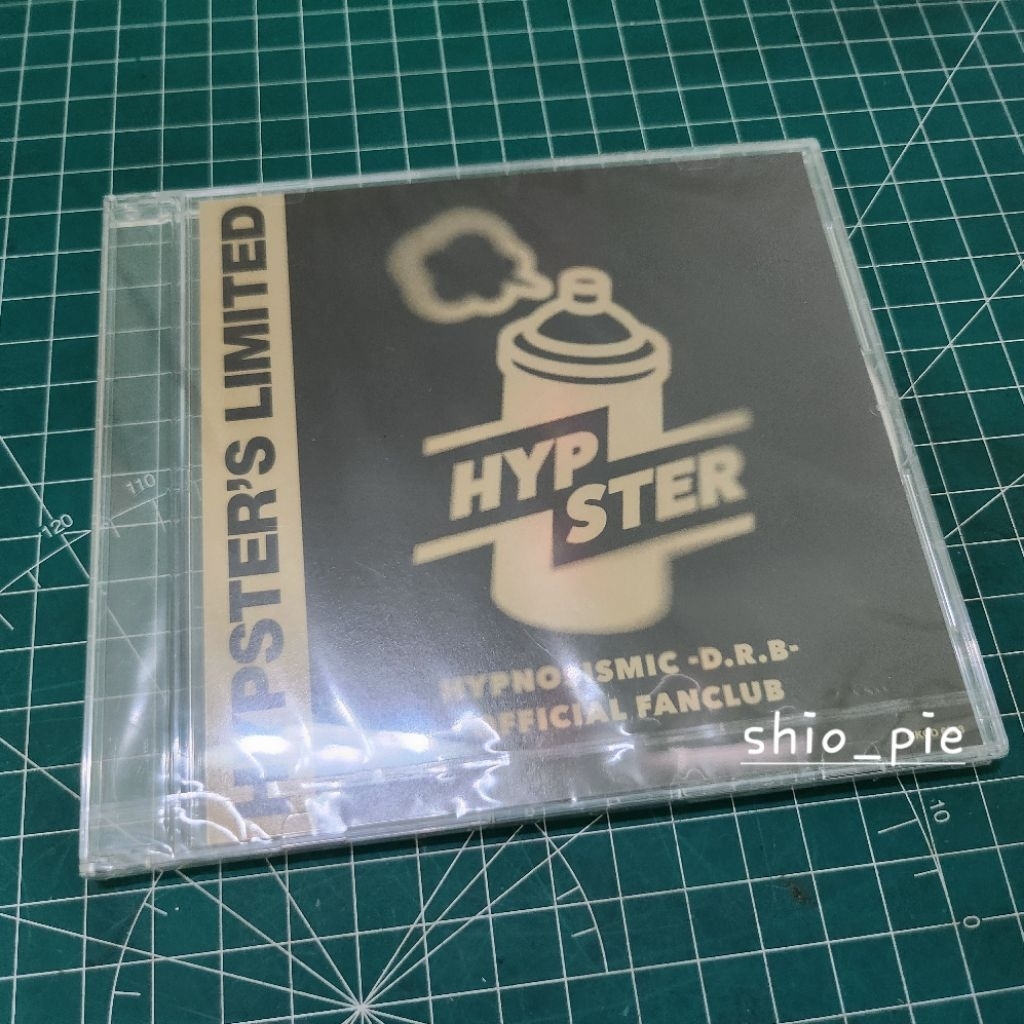 HYPSTER'S LIMITED
HYP
STER
HYPNOSISMIC -D.R.B-
OFFICIAL FANCLUB
shio_pie
120
110
10
0